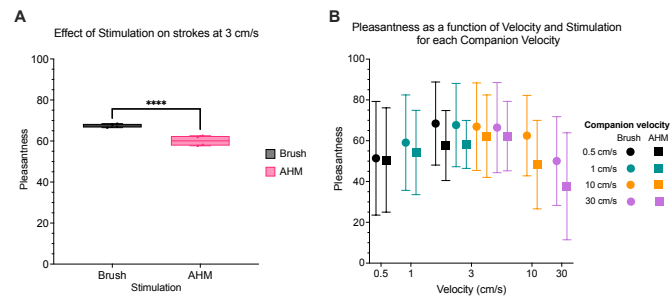 A
Effect of Stimulation on strokes at 3 cm/s
Pleasantness
100
80
60
40
20
0
****
Brush
AHM
Stimulation
Brush
AHM
B
Pleasantness as a function of Velocity and Stimulation
for each Companion Velocity
Pleasantness
100
80
60
40
20
0
0.5
1
3
10
30
Velocity (cm/s)
Companion velocity
Brush AHM
0.5 cm/s
1 cm/s
10 cm/s
30 cm/s